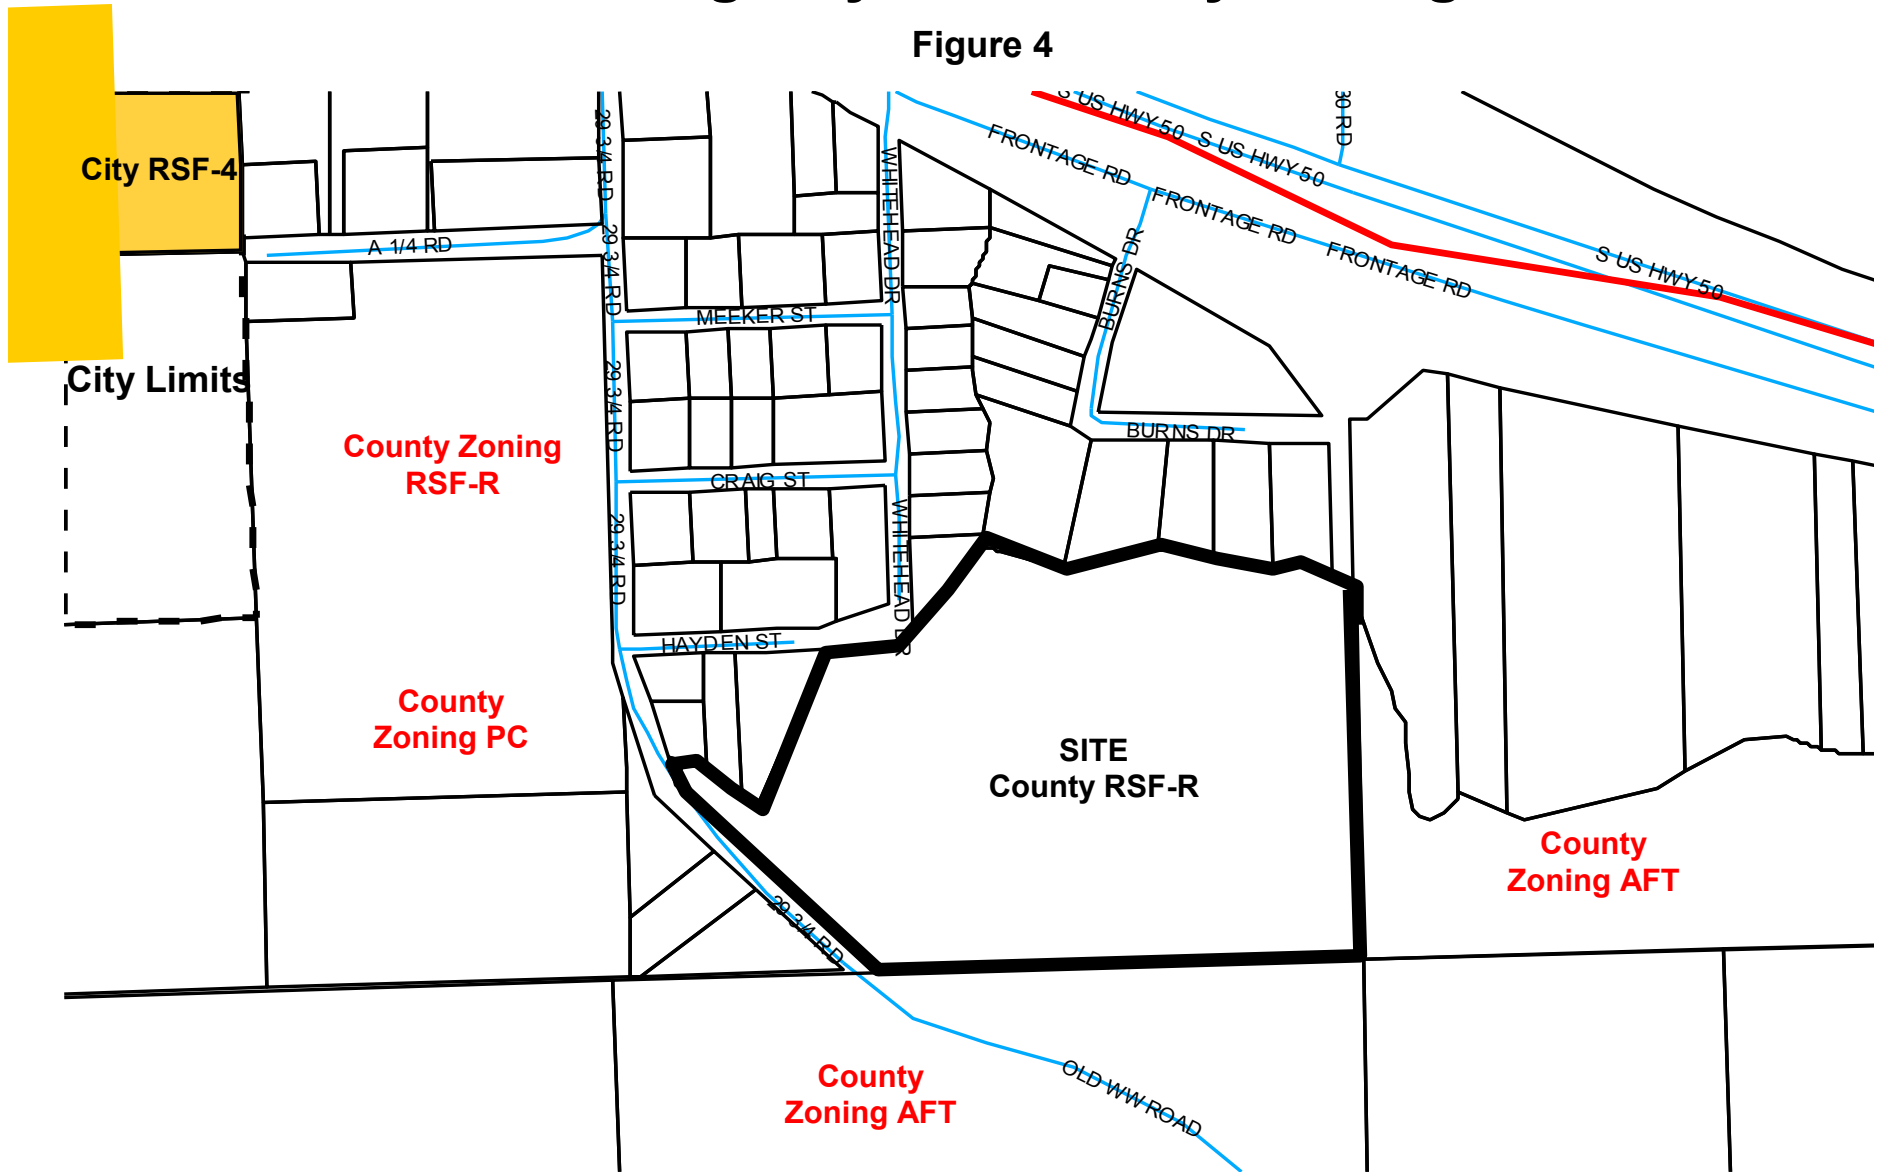 Figure 4
S US HWY 50
S US HWY 50
30 RD
FRONTAGE RD
FRONTAGE RD
FRONTAGE RD
S US HWY 50
City RSF-4
29 3/4 RD
WHITEHEAD DR
A 1/4 RD
29 3/4 RD
BURNS DR
MEEKER ST
City Limits
29 3/4 RD
County Zoning
RSF-R
BURNS DR
CRAIG ST
29 3/4 RD
WHITEHEAD DR
HAYDEN ST
County
Zoning PC
SITE
County RSF-R
County
Zoning AFT
29 3/4 RD
County
Zoning AFT
OLD WW ROAD